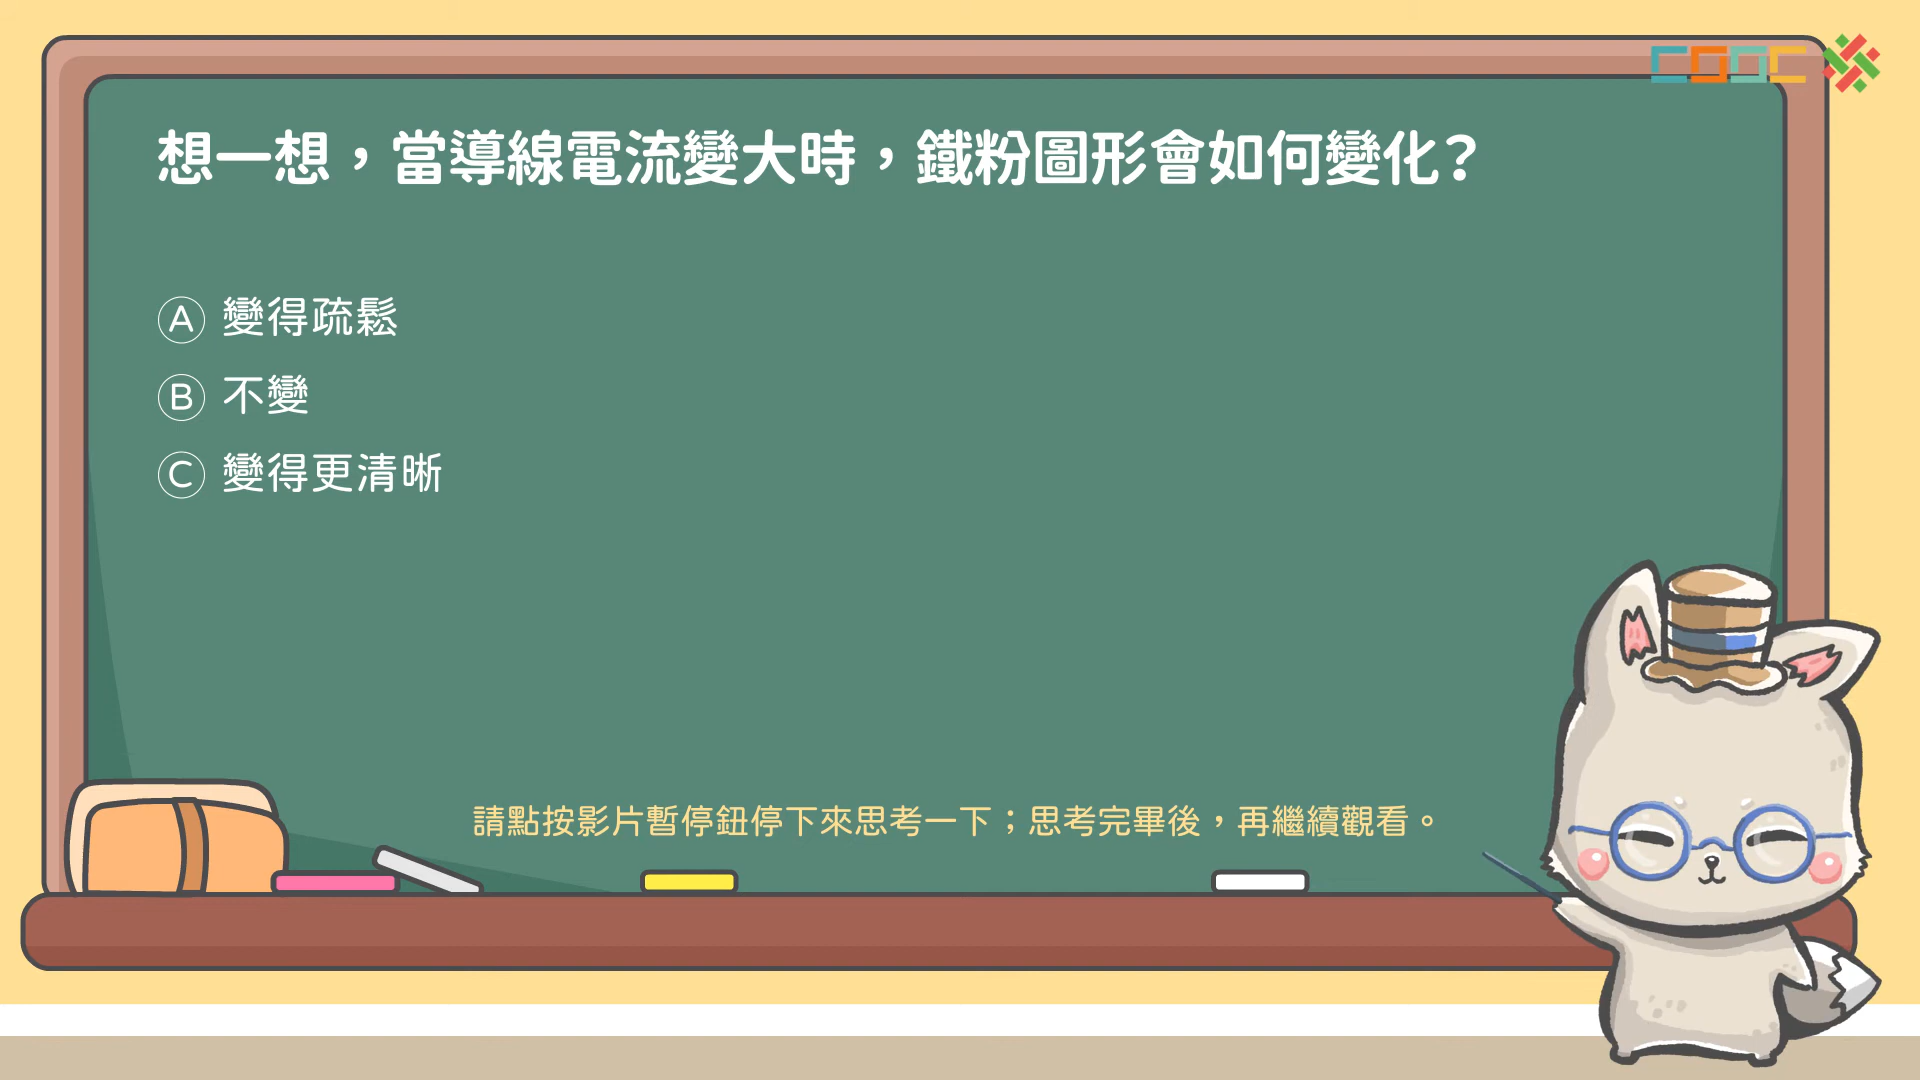 想一想，當導線電流變大時，鐵粉圖形會如何變化？
Ⓐ 變得疏鬆
Ⓑ 不變
Ⓒ 變得更清晰
請點按影片暫停鈕停下來思考一下；思考完畢後，再繼續觀看。